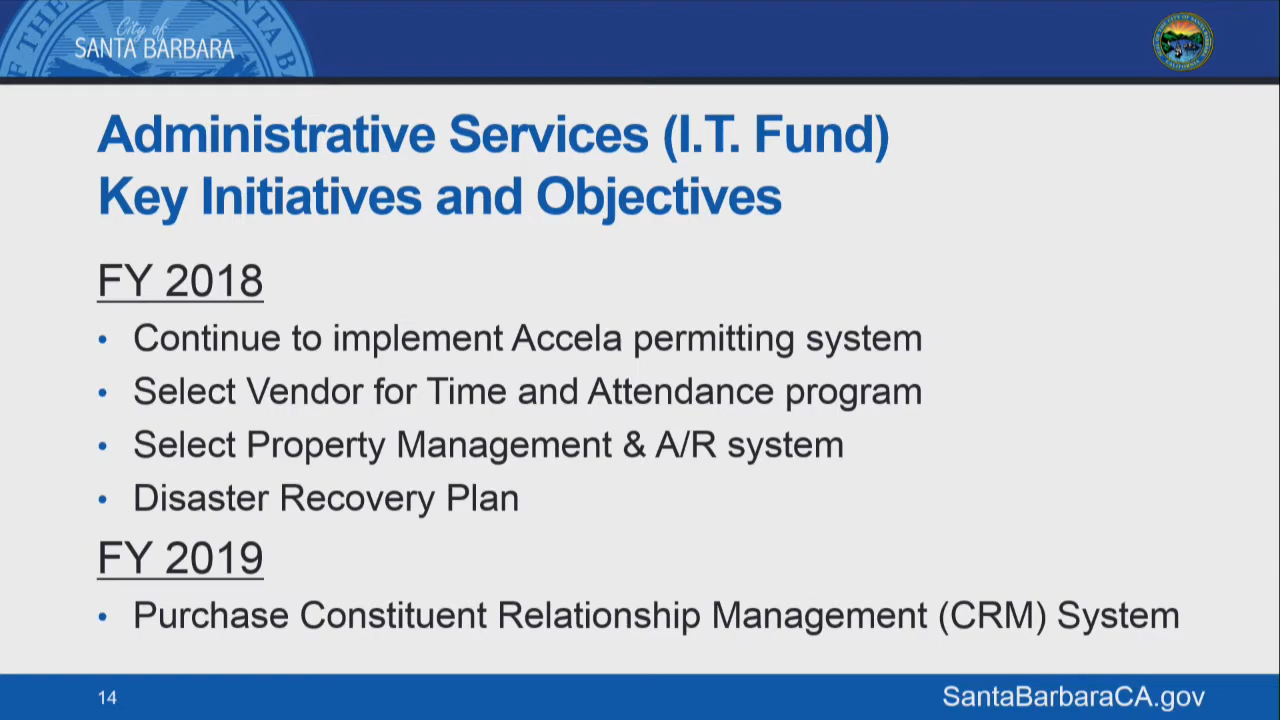 City of
SANTA BARBARA
Administrative Services (I.T. Fund)
Key Initiatives and Objectives
FY 2018
• Continue to implement Accela permitting system
• Select Vendor for Time and Attendance program
• Select Property Management & A/R system
• Disaster Recovery Plan
FY 2019
• Purchase Constituent Relationship Management (CRM) System
14
SantaBarbaraCA.gov